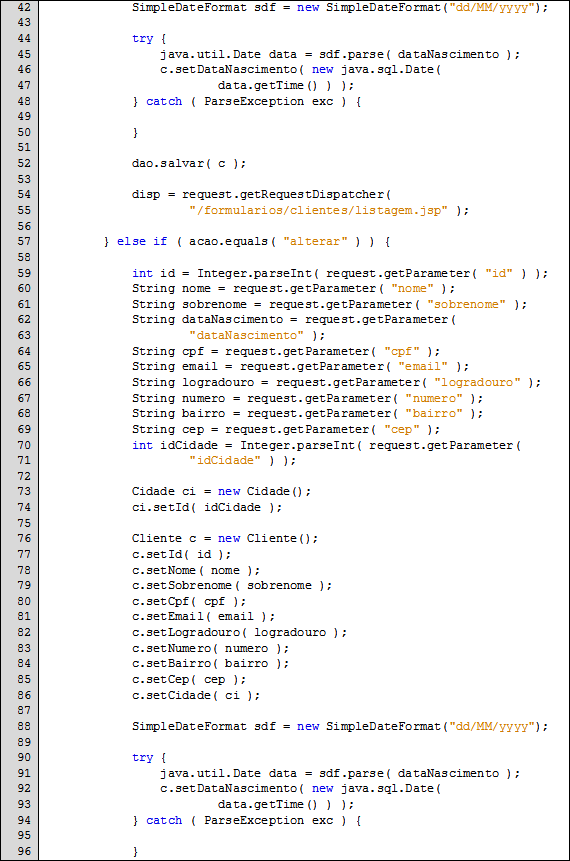 42 SimpleDateFormat sdf = new SimpleDateFormat("dd/MM/yyyy");
43
44 try {
45 java.util.Date data = sdf.parse( dataNascimento );
46 c.setDataNascimento( new java.sql.Date(
47 data.getTime() ) );
48 } catch ( ParseException exc ) {
49
50 }
51
52 dao.salvar( c );
53
54 disp = request.getRequestDispatcher(
55 "/formularios/clientes/listagem.jsp" );
56
57 } else if ( acao.equals( "alterar" ) ) {
58
59 int id = Integer.parseInt( request.getParameter( "id" ) );
60 String nome = request.getParameter( "nome" );
61 String sobrenome = request.getParameter( "sobrenome" );
62 String dataNascimento = request.getParameter(
63 "dataNascimento" );
64 String cpf = request.getParameter( "cpf" );
65 String email = request.getParameter( "email" );
66 String logradouro = request.getParameter( "logradouro" );
67 String numero = request.getParameter( "numero" );
68 String bairro = request.getParameter( "bairro" );
69 String cep = request.getParameter( "cep" );
70 int idCidade = Integer.parseInt( request.getParameter(
71 "idCidade" ) );
72
73 Cidade ci = new Cidade();
74 ci.setId( idCidade );
75
76 Cliente c = new Cliente();
77 c.setId( id );
78 c.setNome( nome );
79 c.setSobrenome( sobrenome );
80 c.setCpf( cpf );
81 c.setEmail( email );
82 c.setLogradouro( logradouro );
83 c.setNumero( numero );
84 c.setBairro( bairro );
85 c.setCep( cep );
86 c.setCidade( ci );
87
88 SimpleDateFormat sdf = new SimpleDateFormat("dd/MM/yyyy");
89
90 try {
91 java.util.Date data = sdf.parse( dataNascimento );
92 c.setDataNascimento( new java.sql.Date(
93 data.getTime() ) );
94 } catch ( ParseException exc ) {
95
96 }